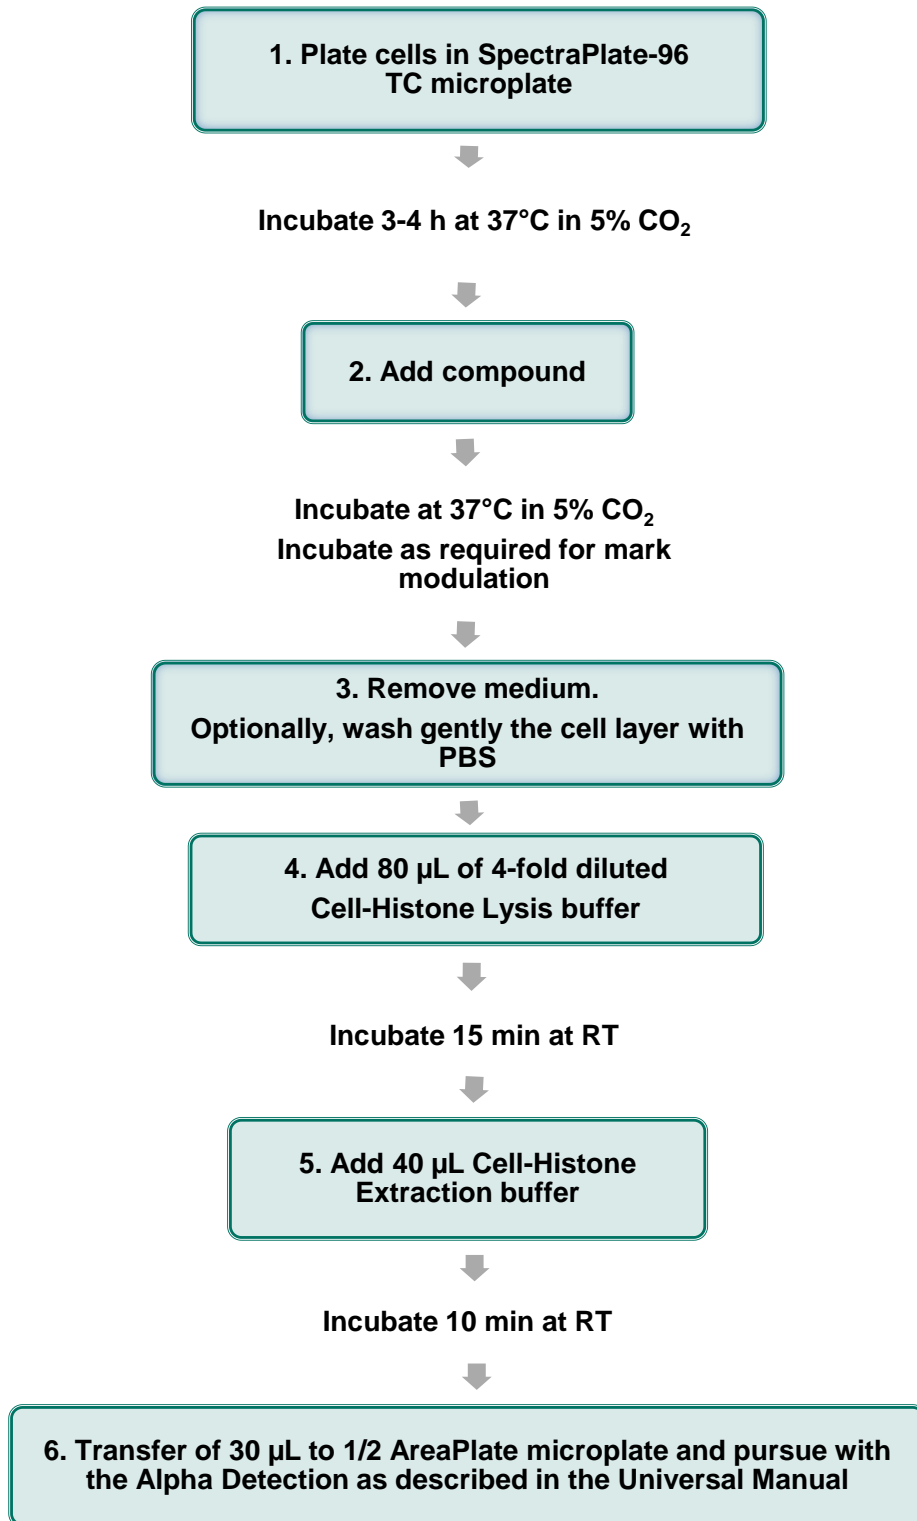 1. Plate cells in SpectraPlate-96
TC microplate
Incubate 3-4 h at 37°C in 5% CO₂
2. Add compound
Incubate at 37°C in 5% CO₂
Incubate as required for mark
modulation
3. Remove medium.
Optionally, wash gently the cell layer with
PBS
4. Add 80 µL of 4-fold diluted
Cell-Histone Lysis buffer
Incubate 15 min at RT
5. Add 40 µL Cell-Histone
Extraction buffer
Incubate 10 min at RT
6. Transfer of 30 µL to 1/2 AreaPlate microplate and pursue with
the Alpha Detection as described in the Universal Manual